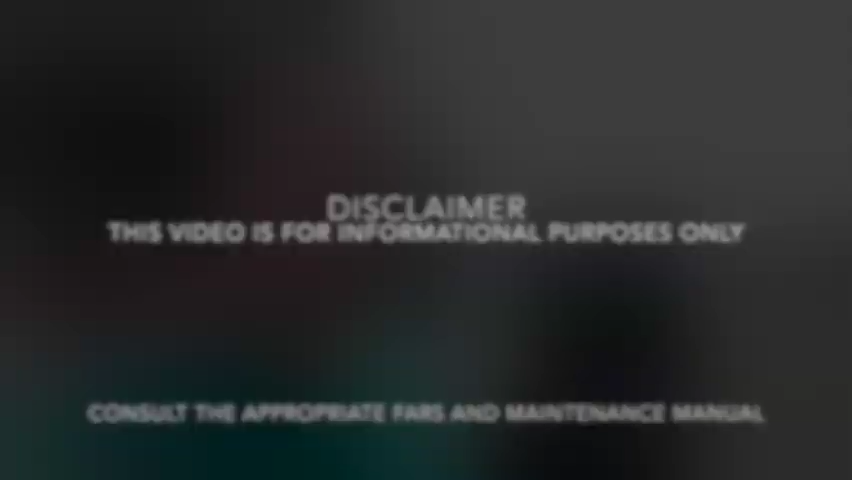 DISCLAIMER
THIS VIDEO IS FOR INFORMATIONAL PURPOSES ONLY
CONSULT THE APPROPRIATE FARS AND MAINTENANCE MANUAL